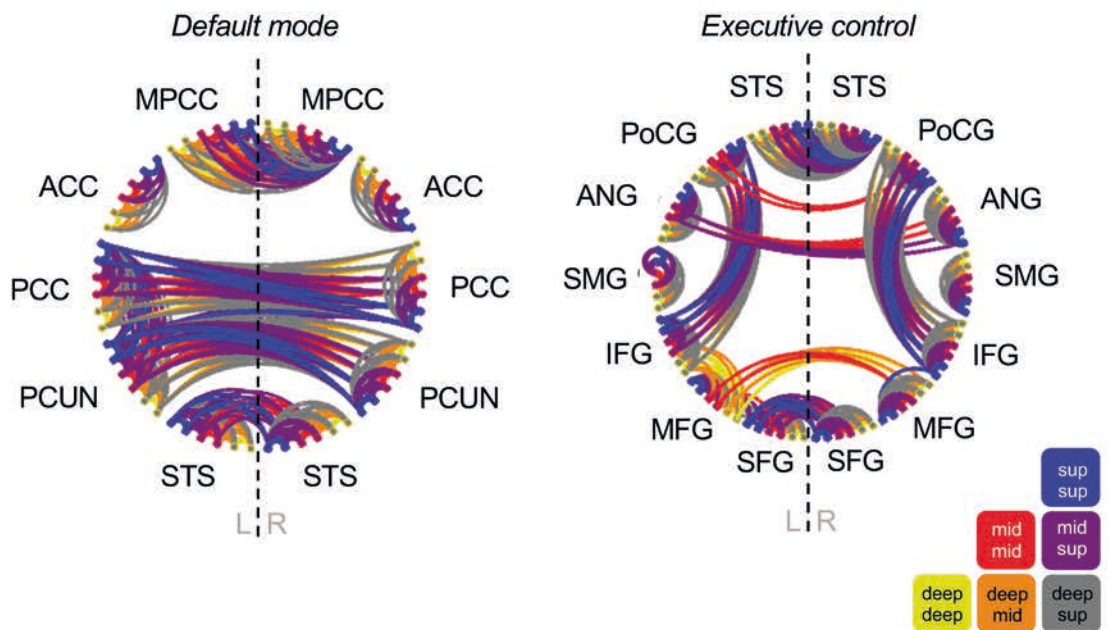 Default mode
MPCC MPCC
ACC ACC
PCC PCC
PCUN PCUN
STS STS
L R
Executive control
STS STS
PoCG PoCG
ANG ANG
SMG SMG
IFG IFG
MFG MFG
SFG SFG
L R
sup
sup
mid mid
mid sup
deep deep deep
deep mid sup